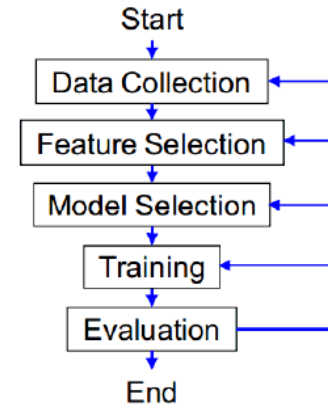 Start
Data Collection
Feature Selection
Model Selection
Training
Evaluation
End